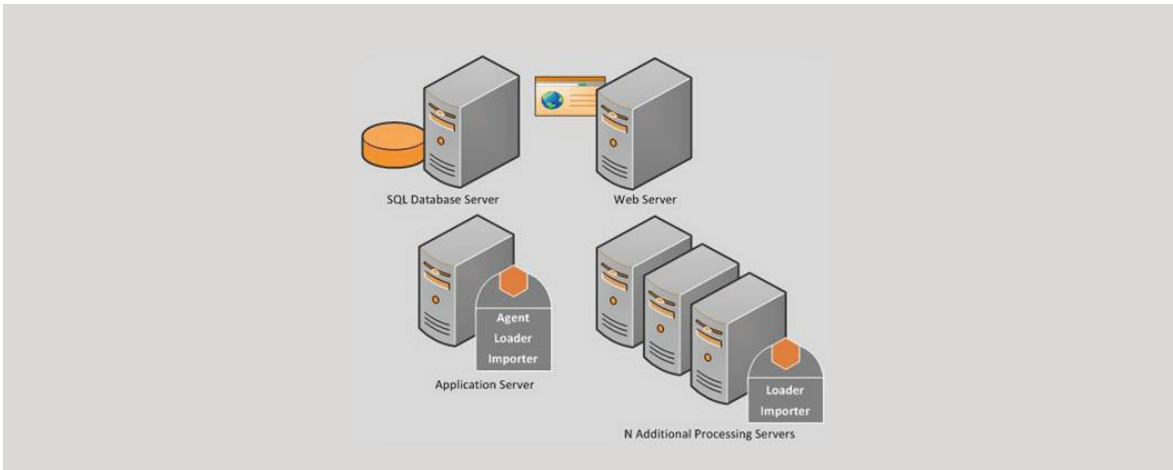 SQL Database Server
Web Server
Agent
Loader
Importer
Application Server
Loader
Importer
N Additional Processing Servers